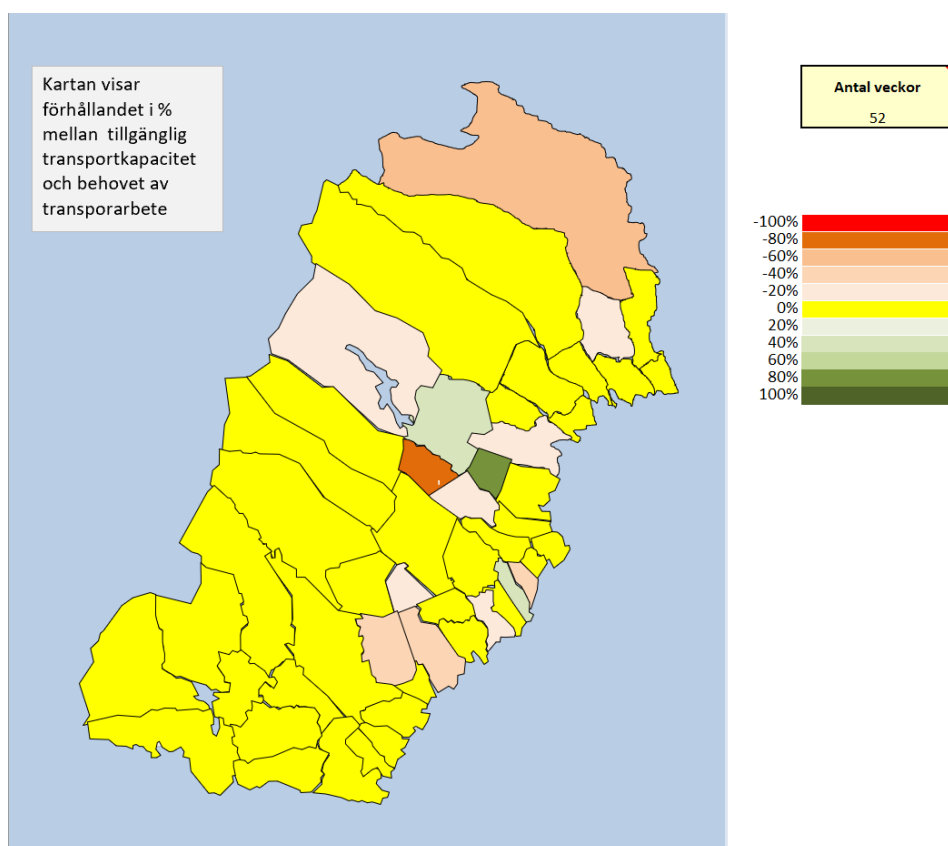 Kartan visar
förhållandet i %
mellan tillgänglig
transportkapacitet
och behovet av
transporarbete
Antal veckor
52
-100%
-80%
-60%
-40%
-20%
0%
20%
40%
60%
80%
100%